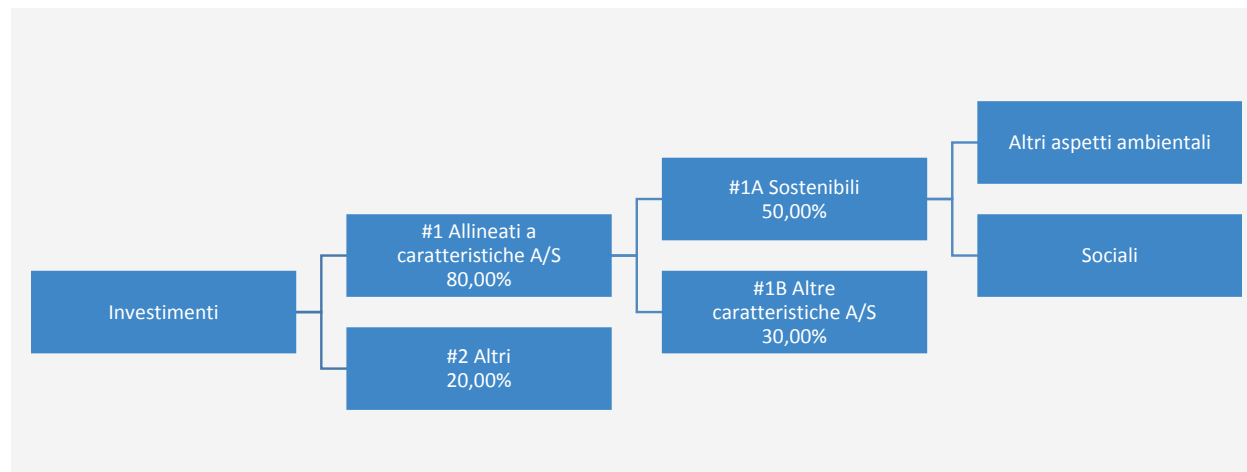 Investimenti
#1 Allineati a
caratteristiche A/S
80,00%
#2 Altri
20,00%
#1A Sostenibili
50,00%
#1B Altre
caratteristiche A/S
30,00%
Altri aspetti ambientali
Sociali